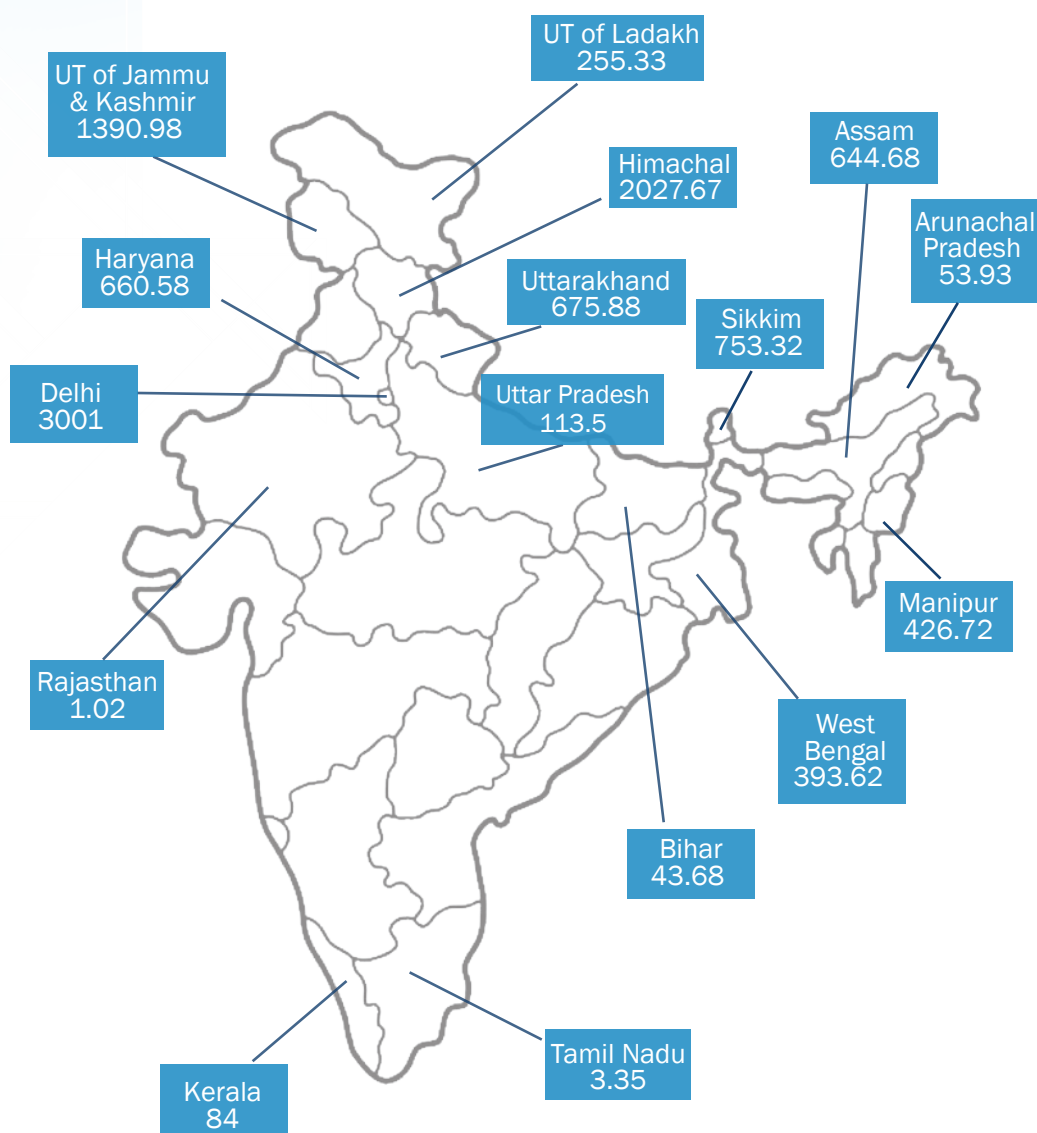 UT of Ladakh
255.33
UT of Jammu
& Kashmir
1390.98
Assam
644.68
Himachal
2027.67
Arunachal
Pradesh
53.93
Haryana
660.58
Uttarakhand
675.88
Sikkim
753.32
Delhi
3001
Uttar Pradesh
113.5
Manipur
426.72
Rajasthan
1.02
West
Bengal
393.62
Bihar
43.68
Tamil Nadu
3.35
Kerala
84